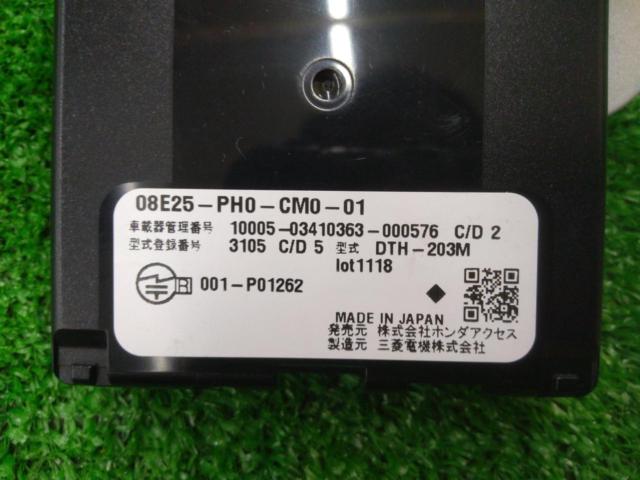 08E25-PH0-CM0-01
車載器管理番号 10005-03410363-000576 C/D 2
型式登録番号 3105 C/D 5 型式 DTH-203M
lot1118
R 001-P01262
MADE IN JAPAN
発売元 株式会社ホンダアクセス
製造元 三菱電機株式会社